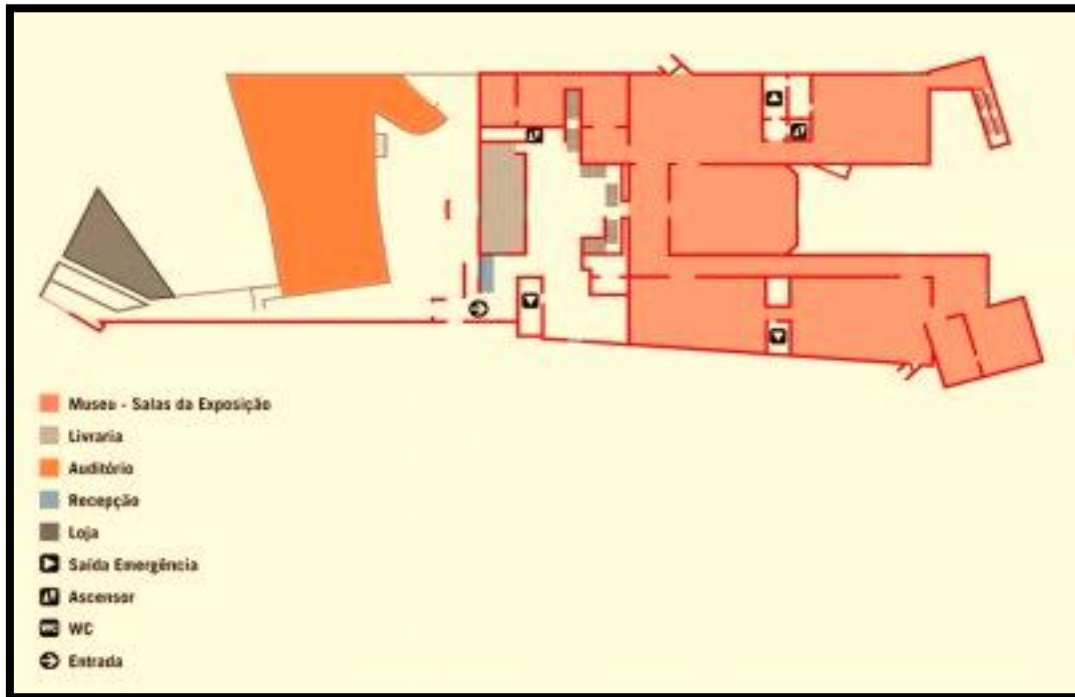 Museu - Salas da Exposição
Livraria
Auditório
Recepção
Loja
Saída Emergência
Ascensor
WC
Entrada